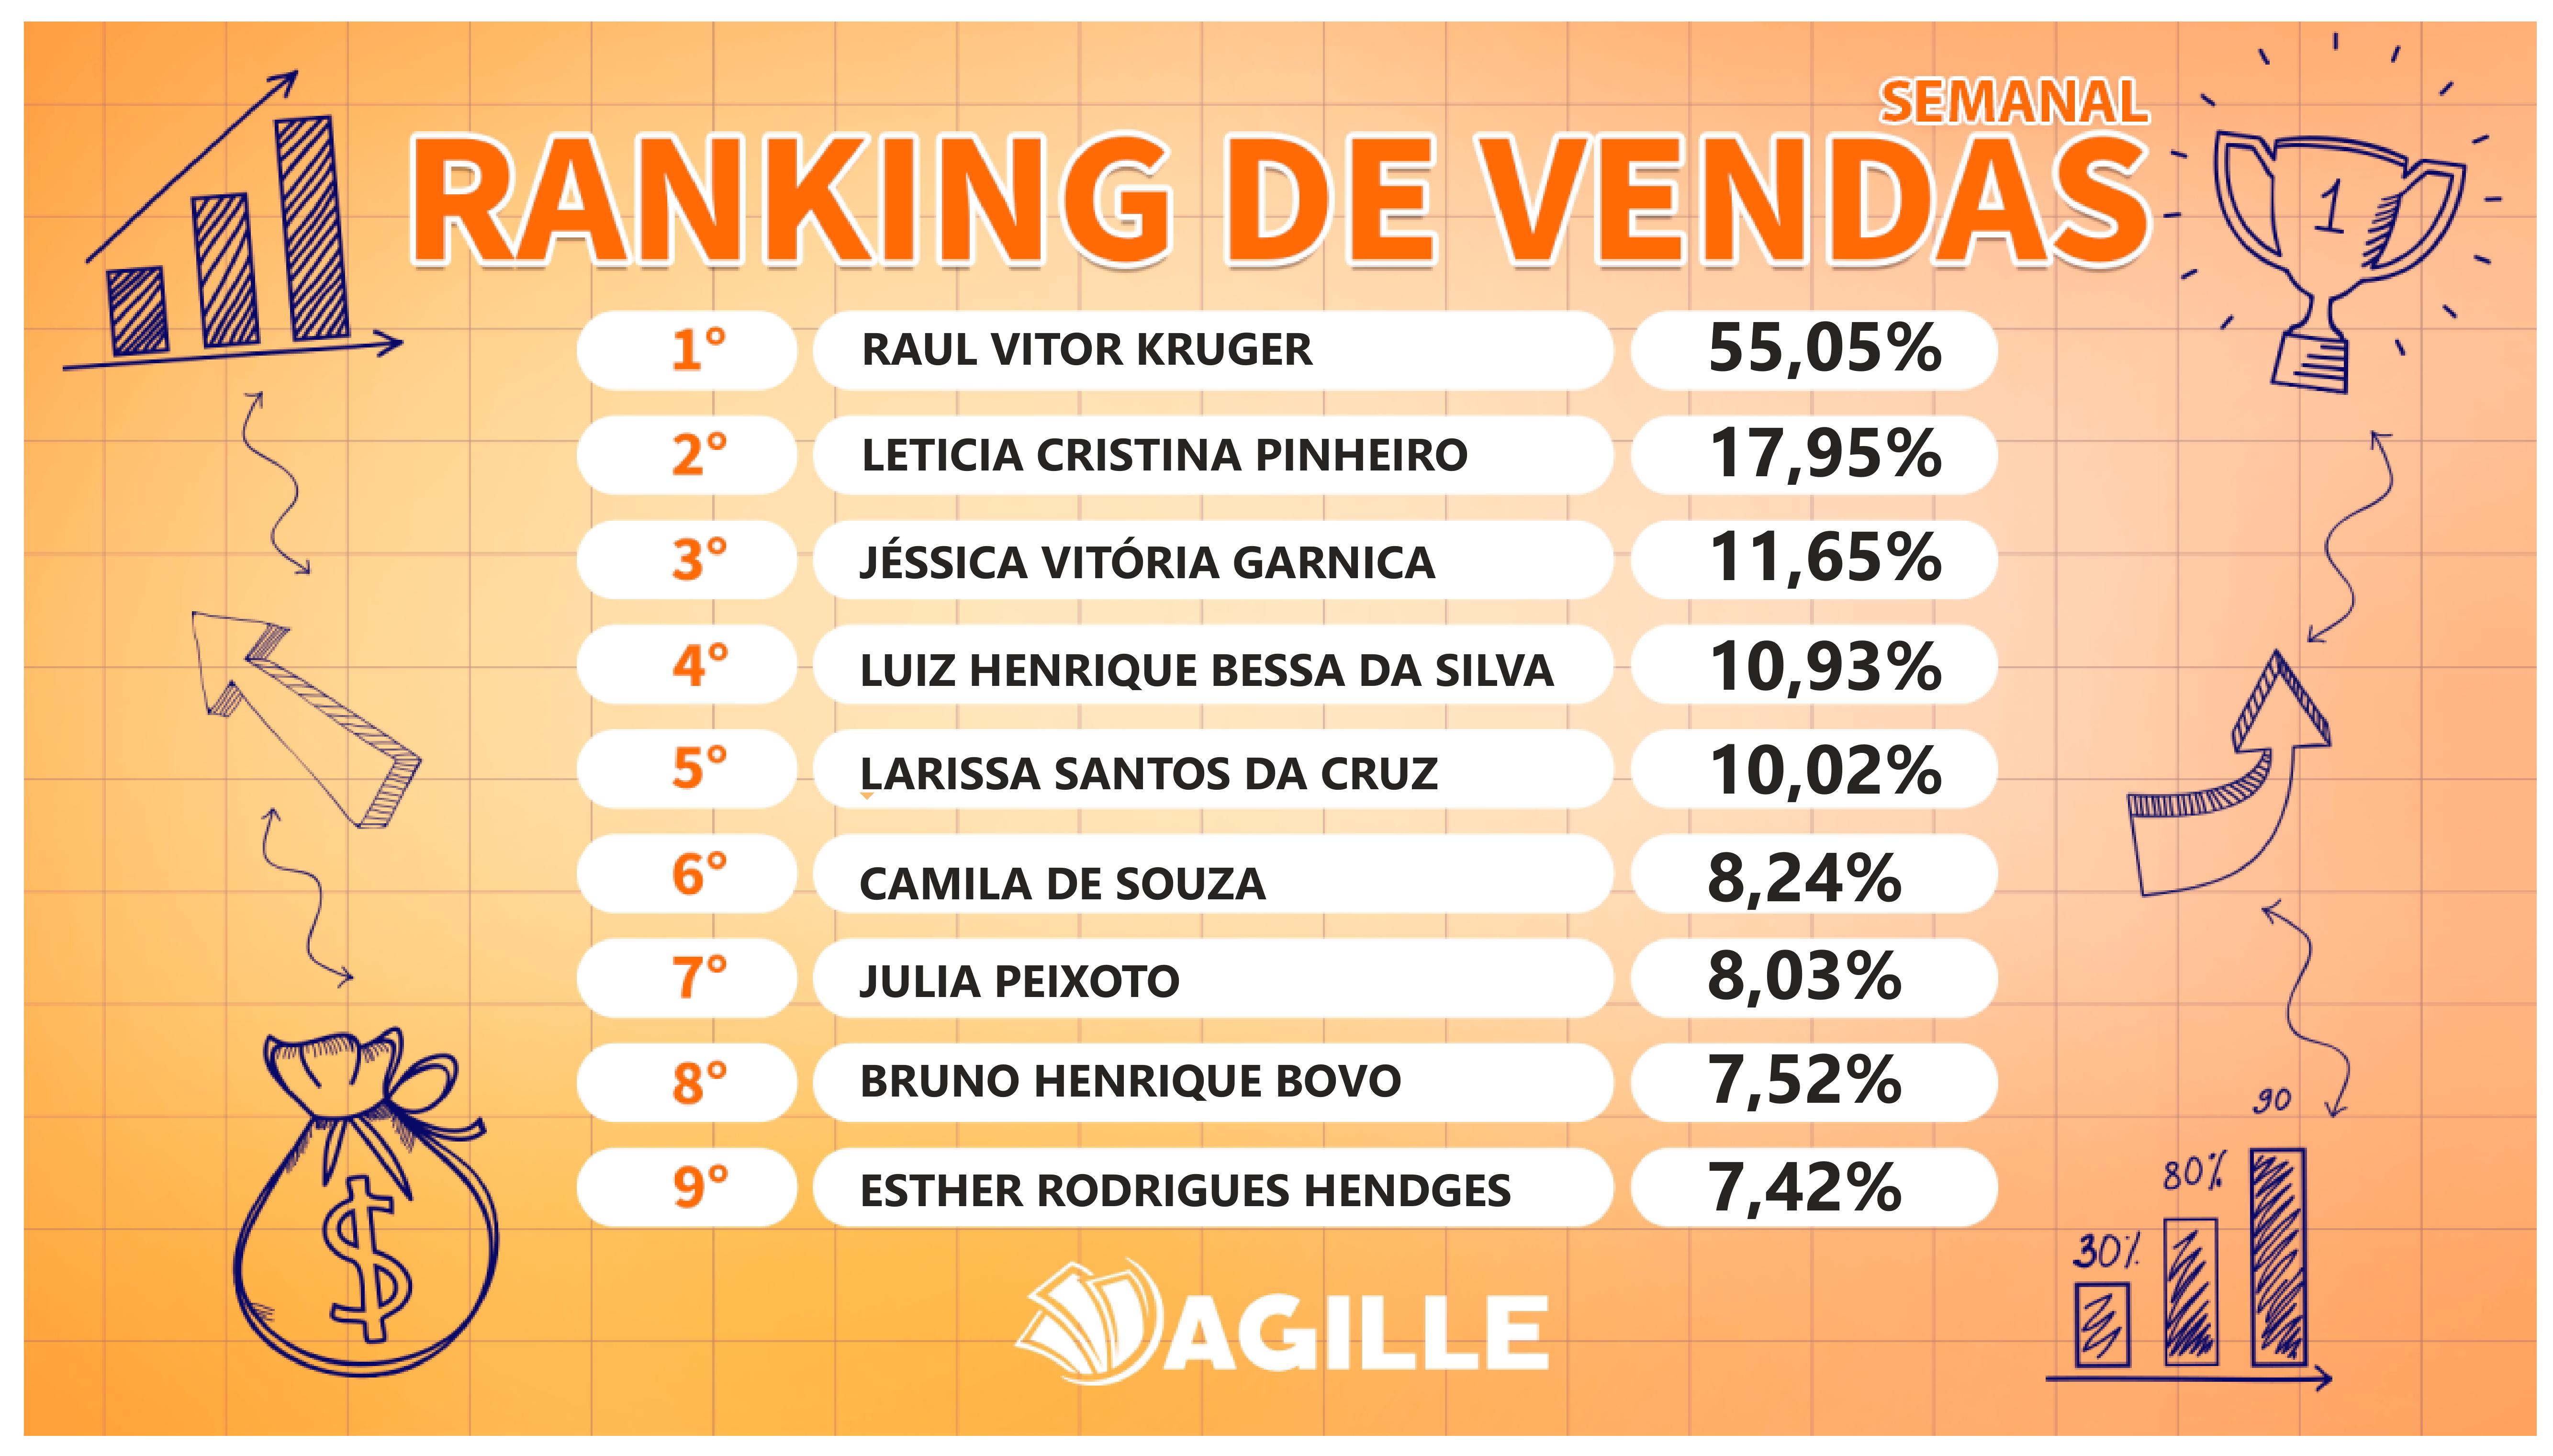 SEMANAL
RANKING DE VENDAS
1
1° RAUL VITOR KRUGER 55,05%
2° LETICIA CRISTINA PINHEIRO 17,95%
3° JÉSSICA VITÓRIA GARNICA 11,65%
4° LUIZ HENRIQUE BESSA DA SILVA 10,93%
5° LARISSA SANTOS DA CRUZ 10,02%
6° CAMILA DE SOUZA 8,24%
7° JULIA PEIXOTO 8,03%
8° BRUNO HENRIQUE BOVO 7,52%
9° ESTHER RODRIGUES HENDGES 7,42%
90
80%
30%
$
AGILLE